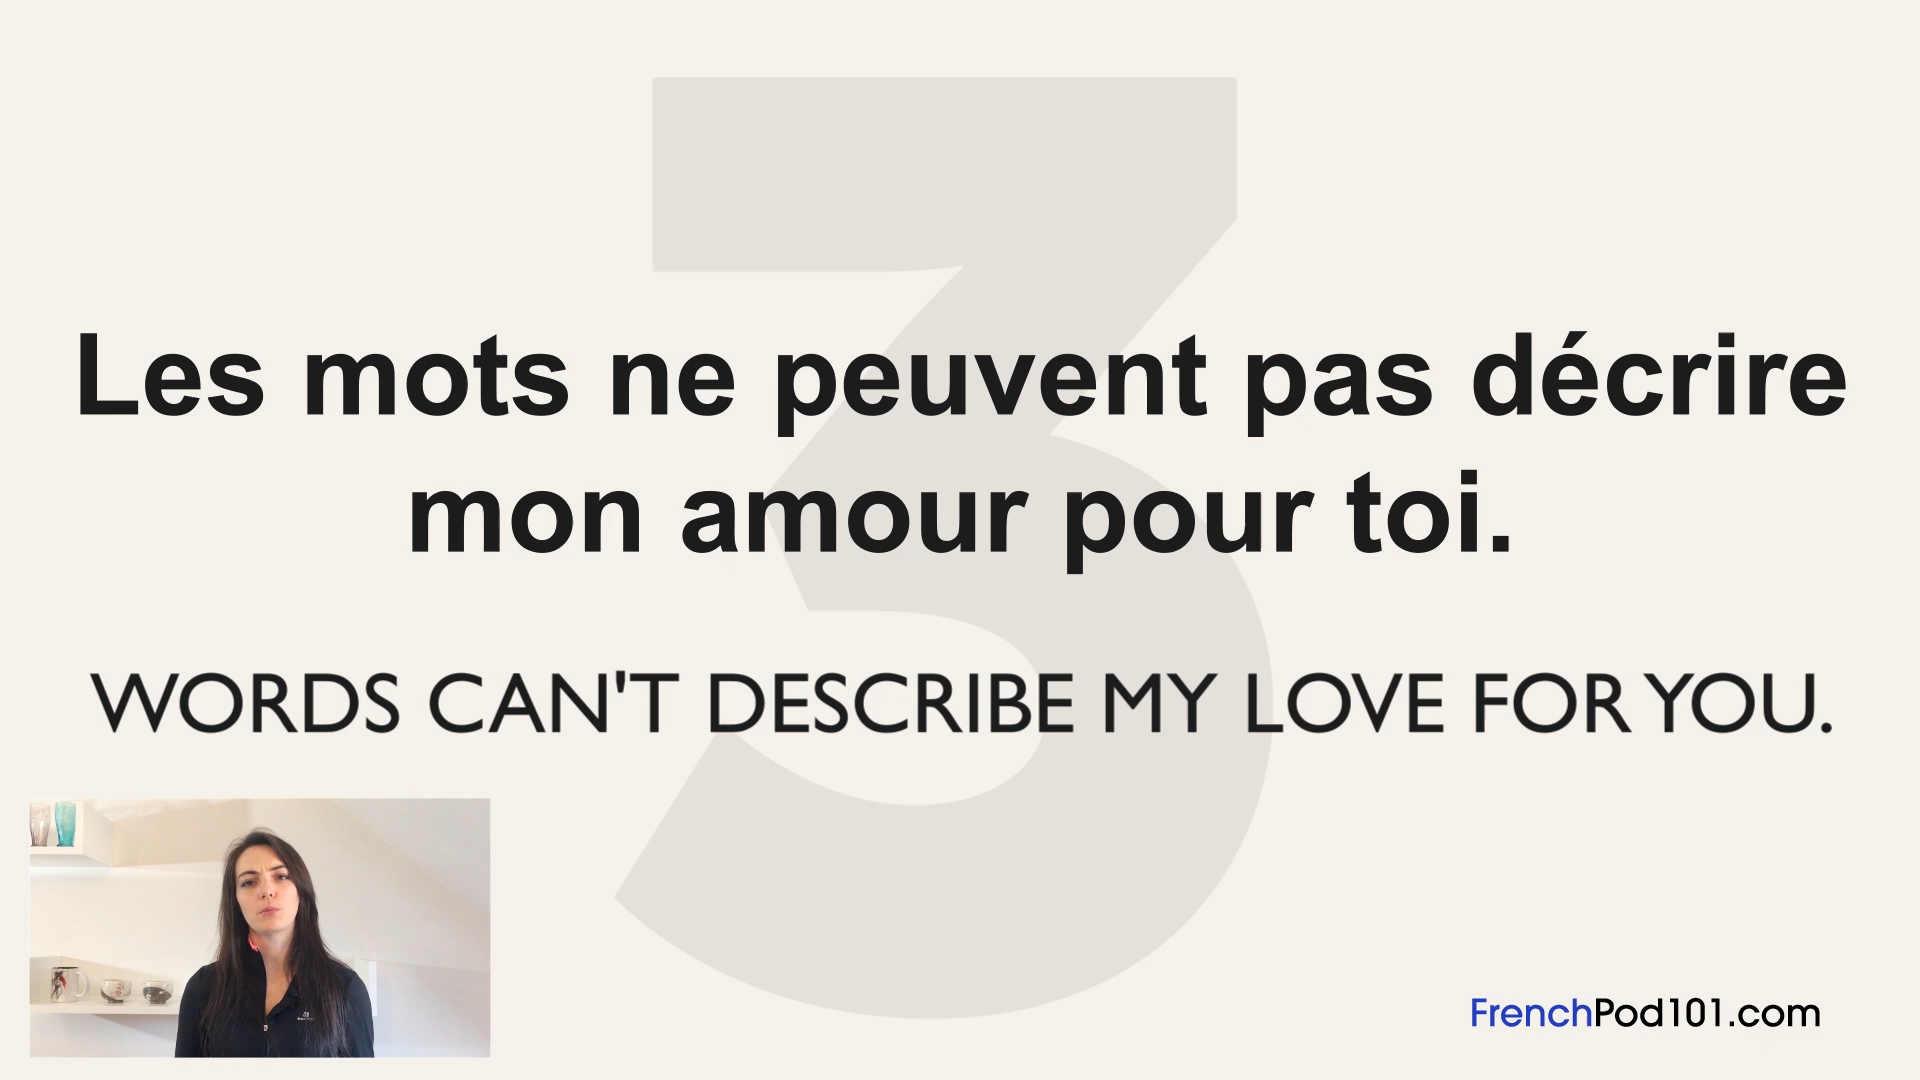 3
Les mots ne peuvent pas décrire
mon amour pour toi.
WORDS CAN'T DESCRIBE MY LOVE FOR YOU.
FrenchPod101.com